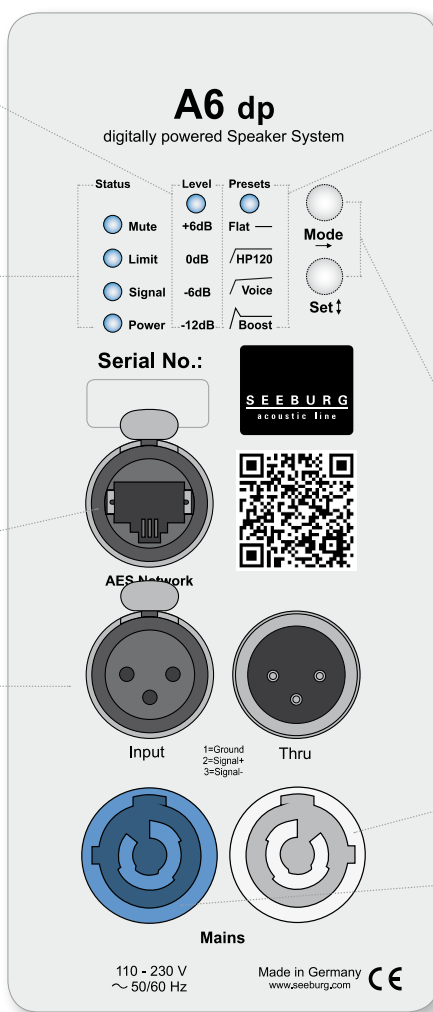 A6 dp
digitally powered Speaker System
Status Level Presets
Mute +6dB Flat
Mode
Limit 0dB HP120
Signal -6dB Voice
Set
Power -12dB Boost
Serial No.:
SEEBURG
acoustic line
AES Network
Input
1=Ground
2=Signal+
3=Signal-
Thru
Mains
110 - 230 V
~ 50/60 Hz
Made in Germany
www.seeburg.com
CE